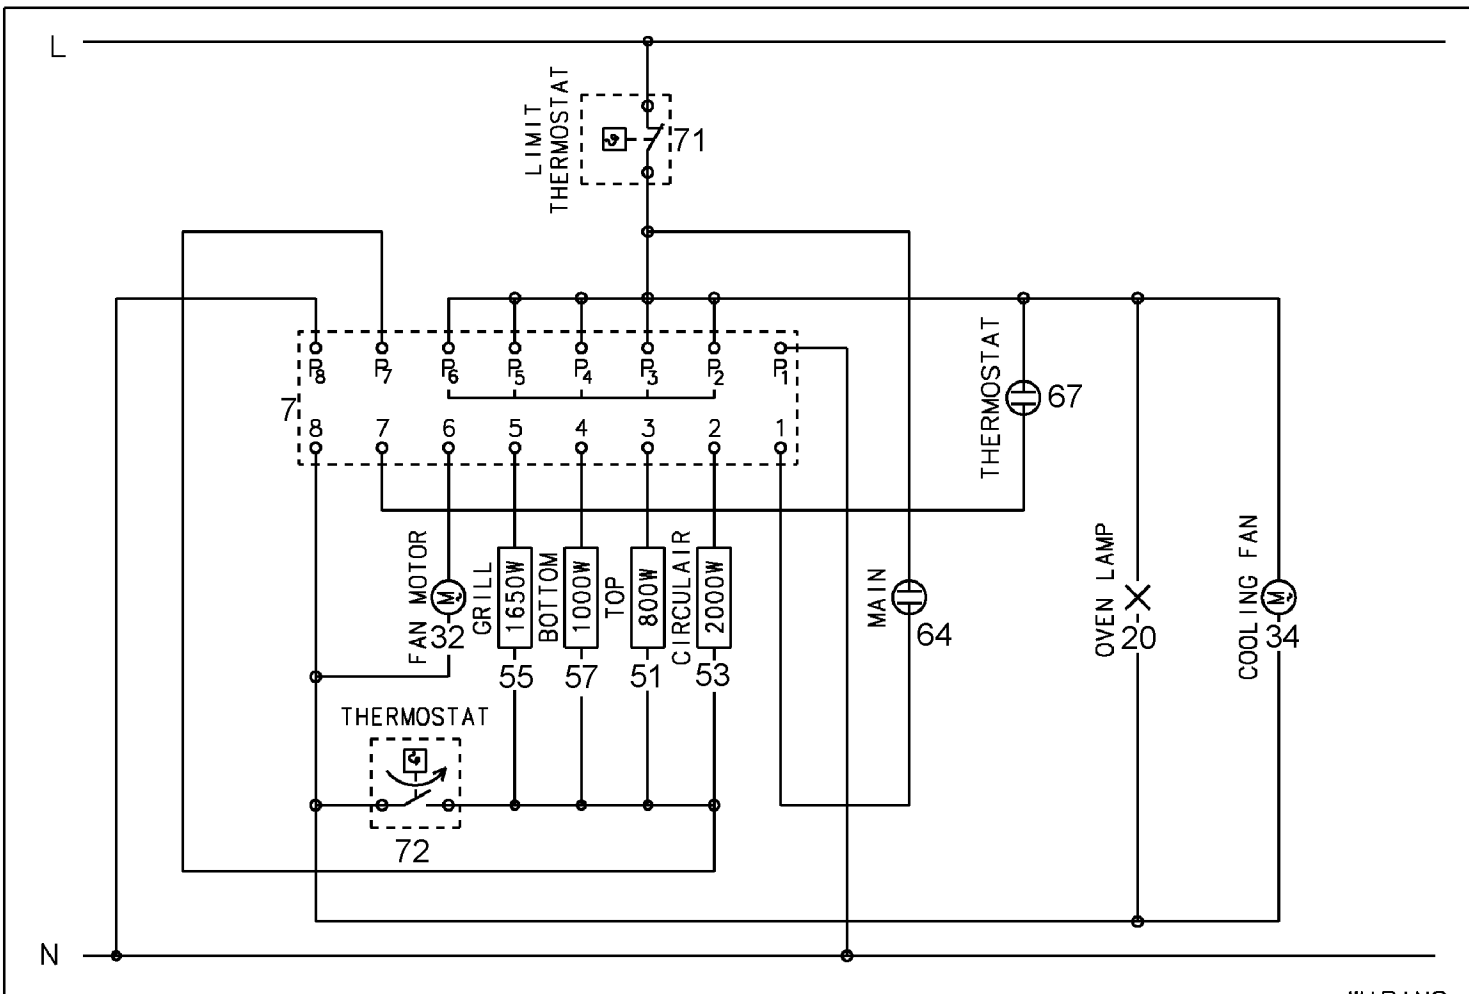 L
LIMIT
THERMOSTAT
71
P8 P7 P6 P5 P4 P3 P2 P1
7
8 7 6 5 4 3 2 1
THERMOSTAT
67
FAN MOTOR
32
GRILL
1650W
55
BOTTOM
1000W
57
TOP
800W
51
CIRCULAIR
2000W
53
MAIN
64
OVEN LAMP
20
COOLING FAN
M
34
M
THERMOSTAT
72
N